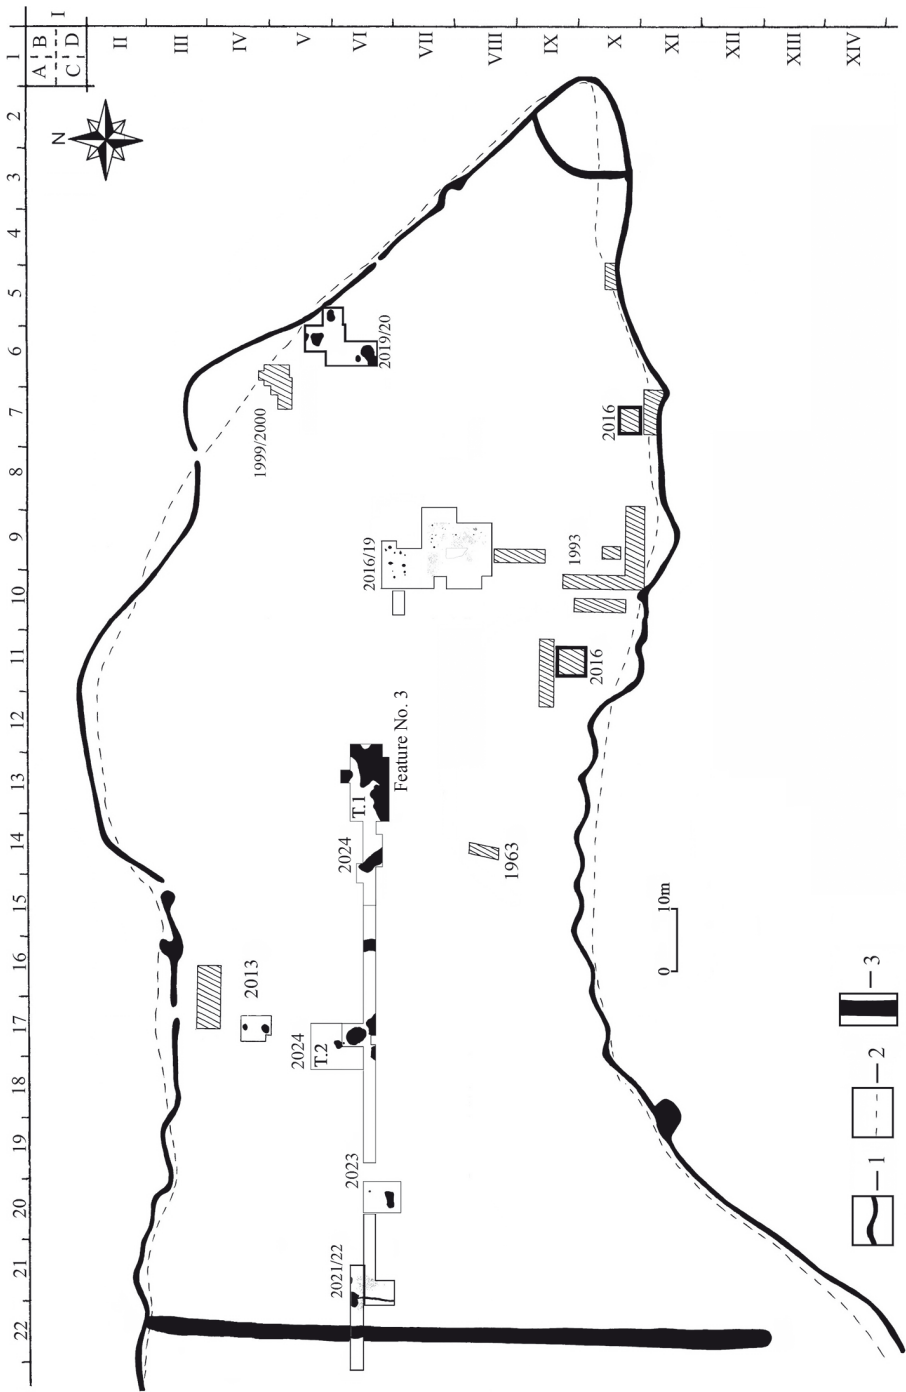 I
II
III
IV
V
VI
VII
VIII
IX
X
XI
XII
XIII
XIV
A B
C D
1
2
3
4
5
6
7
8
9
10
11
12
13
14
15
16
17
18
19
20
21
22
N
2019/20
1999/2000
2016
2016/19
1993
2016
Feature No. 3
T.1
2024
1963
2013
2024
T.2
2023
2021/22
0 10m
1
2
3